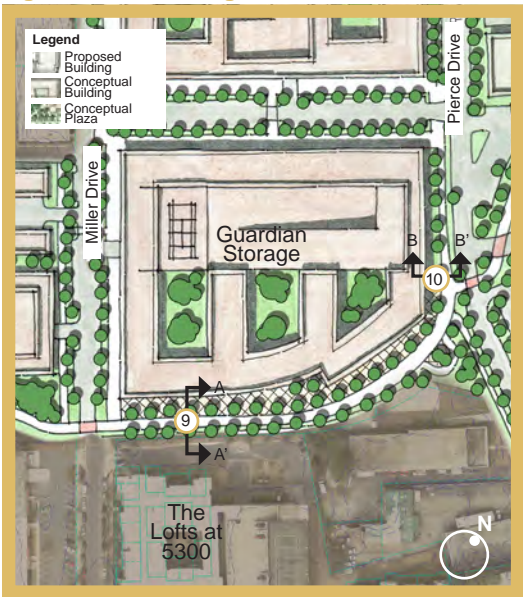 Legend
Proposed
Building
Conceptual
Building
Conceptual
Plaza
Pierce Drive
Miller Drive
Guardian
Storage
B B'
10
A
9
A'
The
Lofts at
5300
N